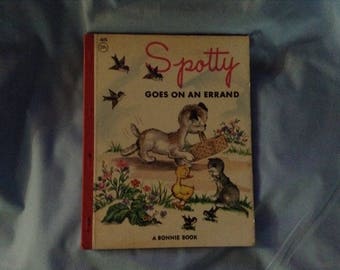 Spotty
GOES ON AN ERRAND
A BONNIE BOOK